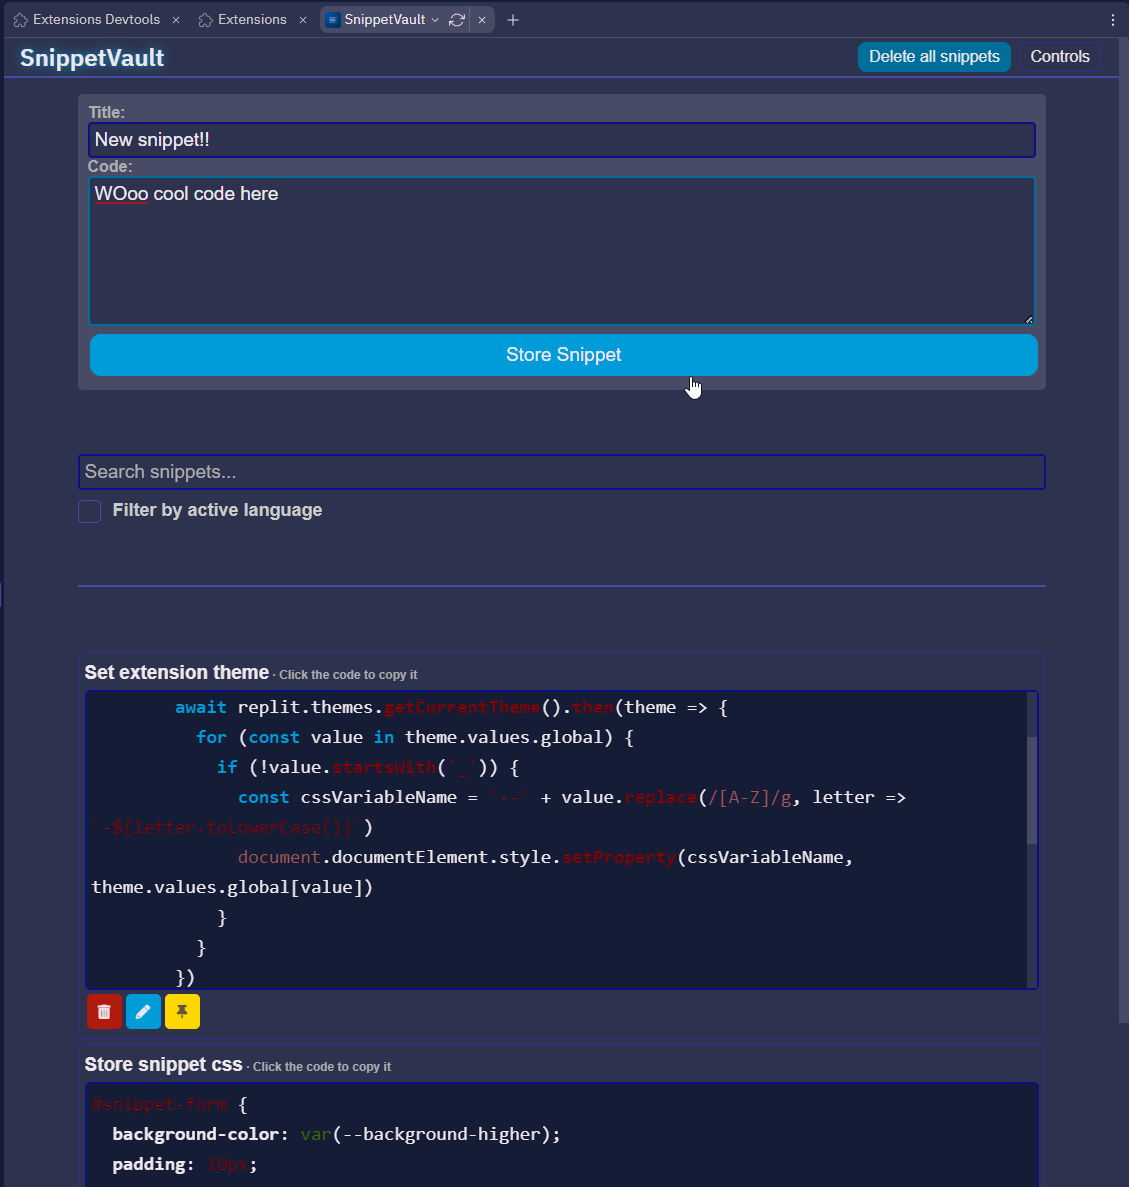 Extensions Devtools × Extensions × SnippetVault × +
SnippetVault
Delete all snippets Controls
Title:
New snippet!!
Code:
WOoo cool code here
Store Snippet
Search snippets...
Filter by active language
Set extension theme · Click the code to copy it
await replit.themes.getCurrentTheme().then(theme => {
for (const value in theme.values.global) {
if (!value.startsWith('_')) {
const cssVariableName = '--' + value.replace(/[A-Z]/g, letter =>
`-${letter.toLowerCase()}`)
document.documentElement.style.setProperty(cssVariableName,
theme.values.global[value])
}
}
})
Store snippet css · Click the code to copy it
#snippet-form {
background-color: var(--background-higher);
padding: 10px;